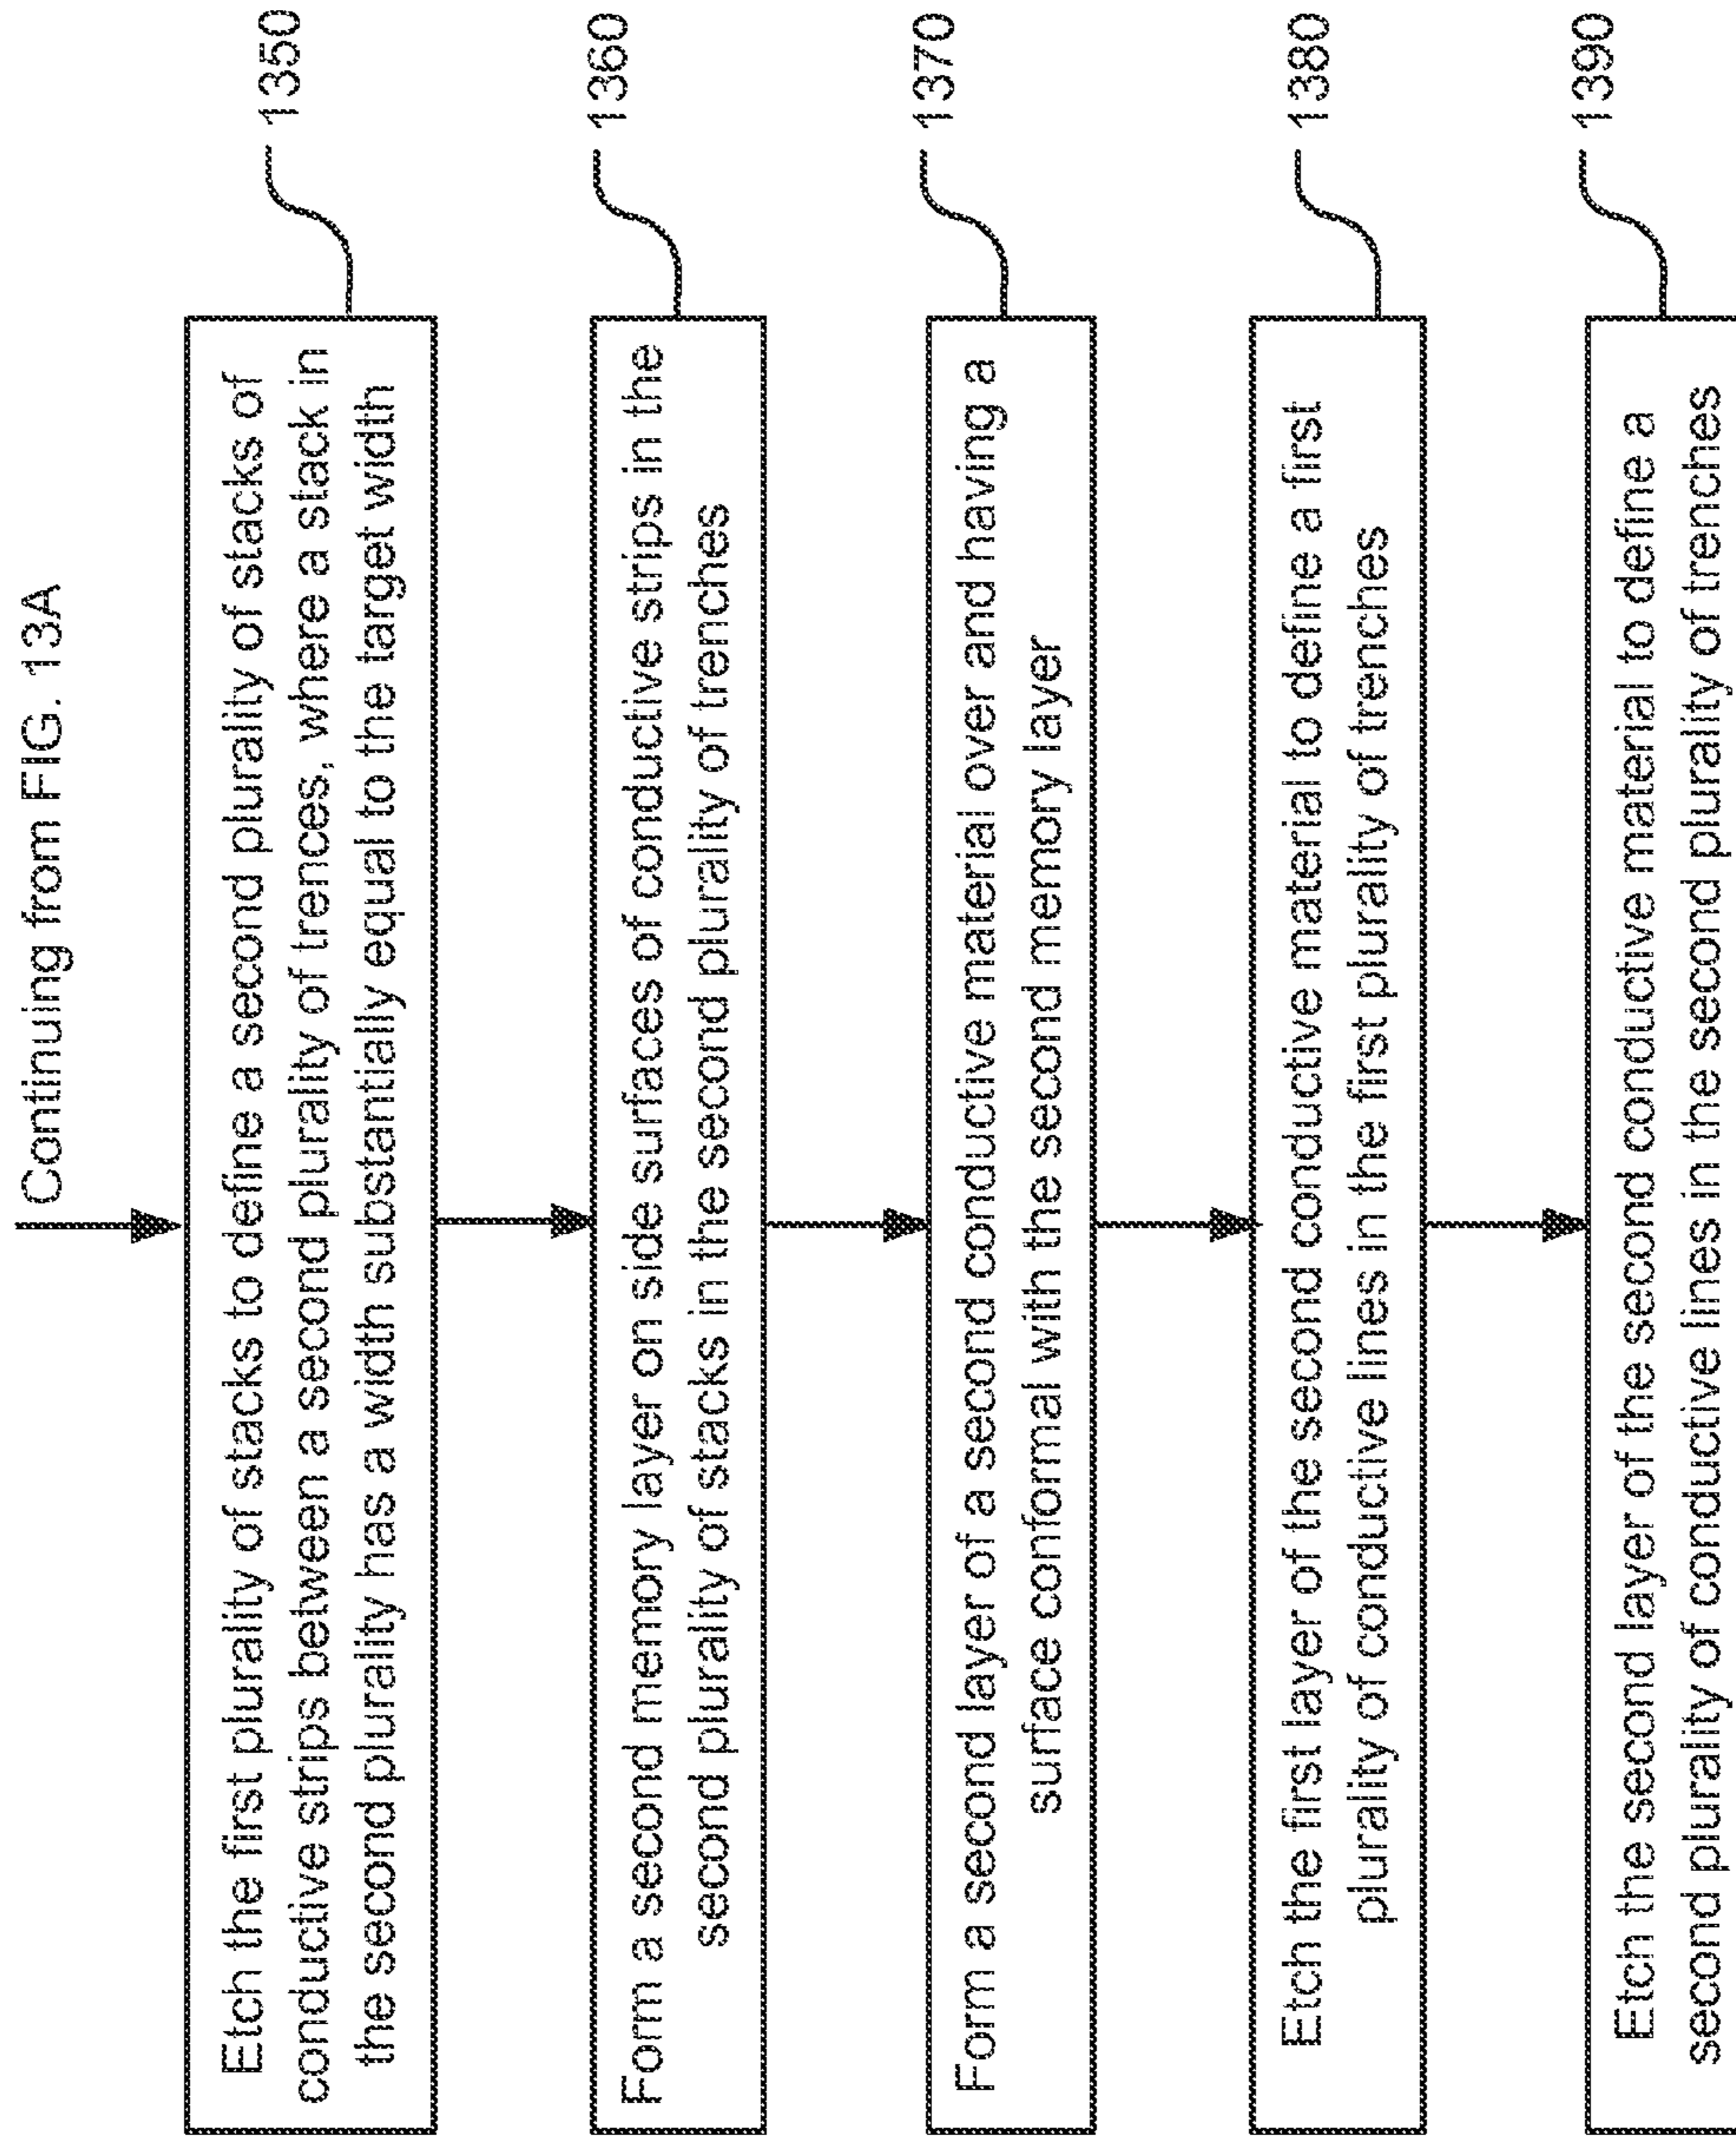 Continuing from FIG. 13A
Etch the first plurality of stacks to define a second plurality of stacks of
conductive strips between a second plurality of trences, where a stack in
the second plurality has a width substantially equal to the target width
1350
Form a second memory layer on side surfaces of conductive strips in the
second plurality of stacks in the second plurality of trenches
1360
Form a second layer of a second conductive material over and having a
surface conformal with the second memory layer
1370
Etch the first layer of the second conductive material to define a first
plurality of conductive lines in the first plurality of trenches
1380
Etch the second layer of the second conductive material to define a
second plurality of conductive lines in the second plurality of trenches
1390